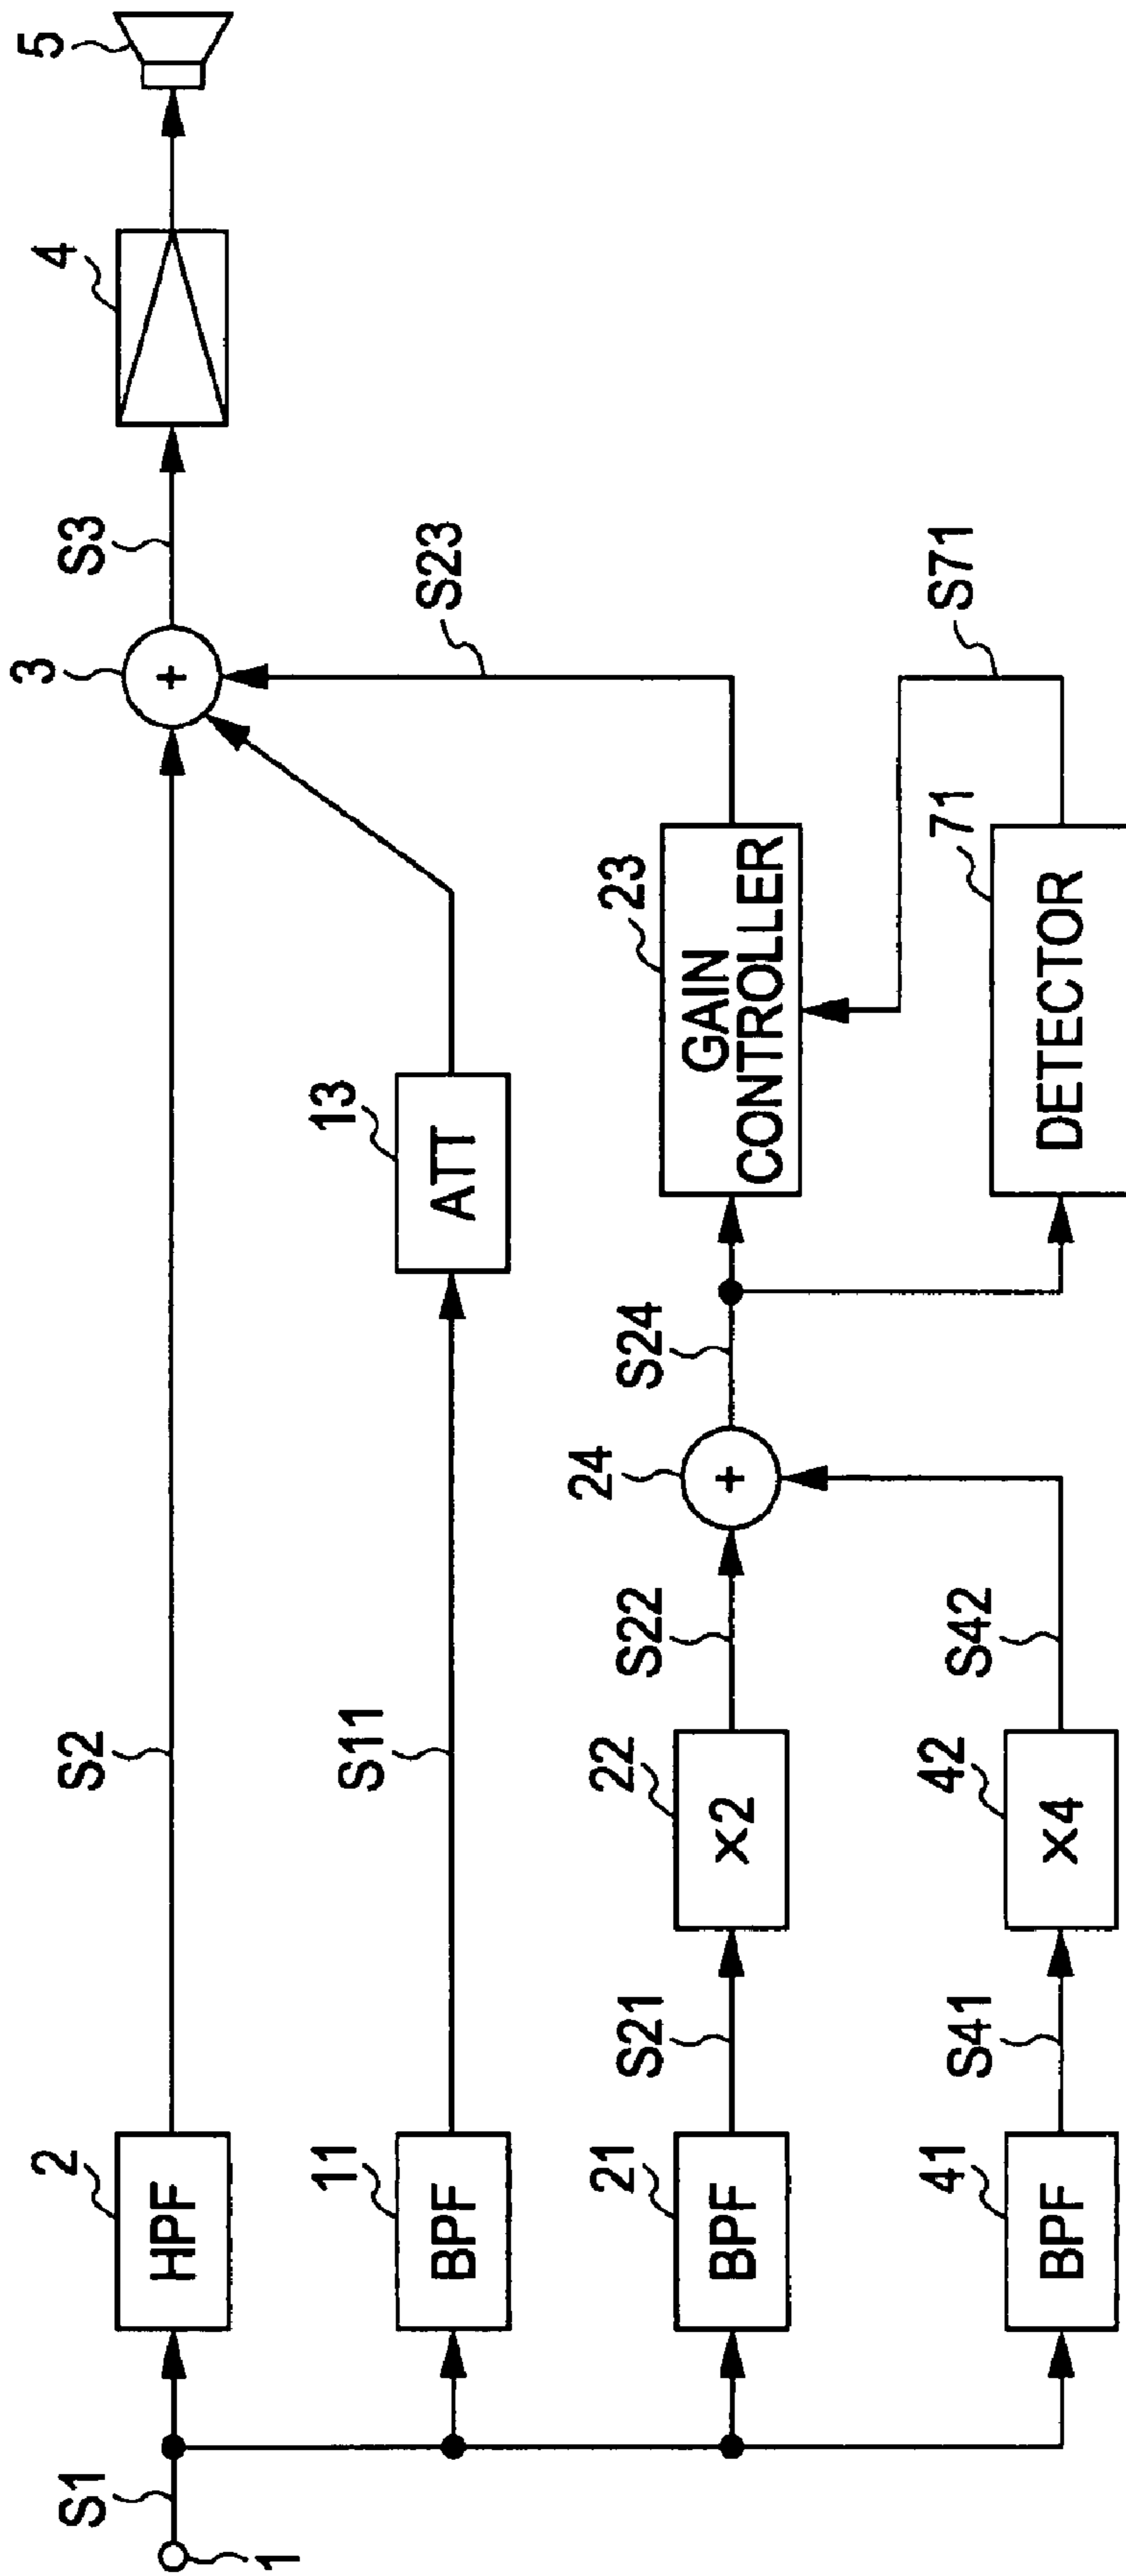 S1
1
2
HPF
S2
3
+
S3
4
5
11
BPF
S11
13
ATT
S23
21
BPF
S21
22
×2
S22
24
+
S24
23
GAIN
CONTROLLER
41
BPF
S41
42
×4
S42
71
DETECTOR
S71